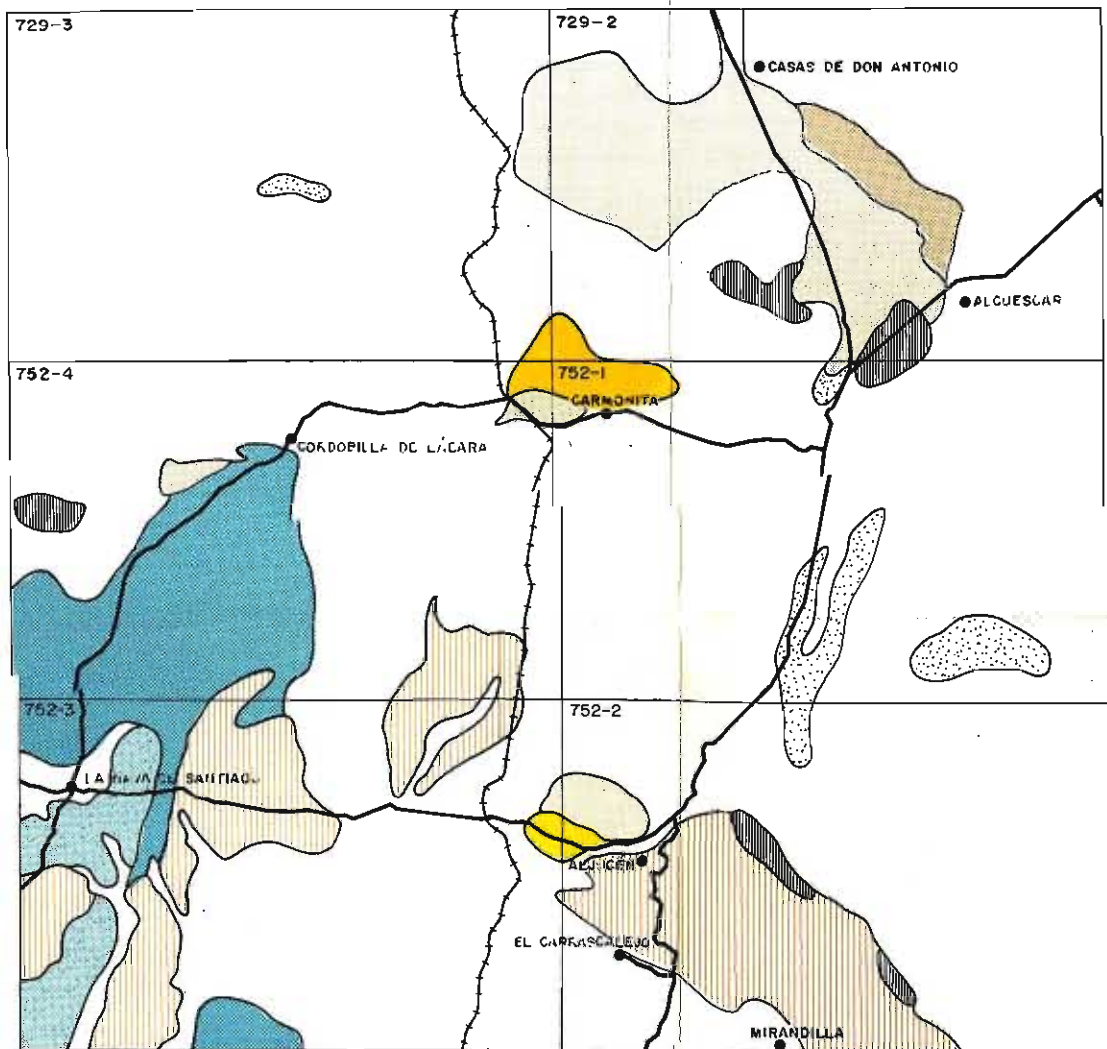 729-3
729-2
CASAS DE DON ANTONIO
ALCUESCAR
752-4
752-1
CARMONITA
CORDOBILLA DE LÁCARA
752-3
752-2
LA NAVA DE SANTIAGO
ALJUCEN
EL CARRASCALEJO
MIRANDILLA